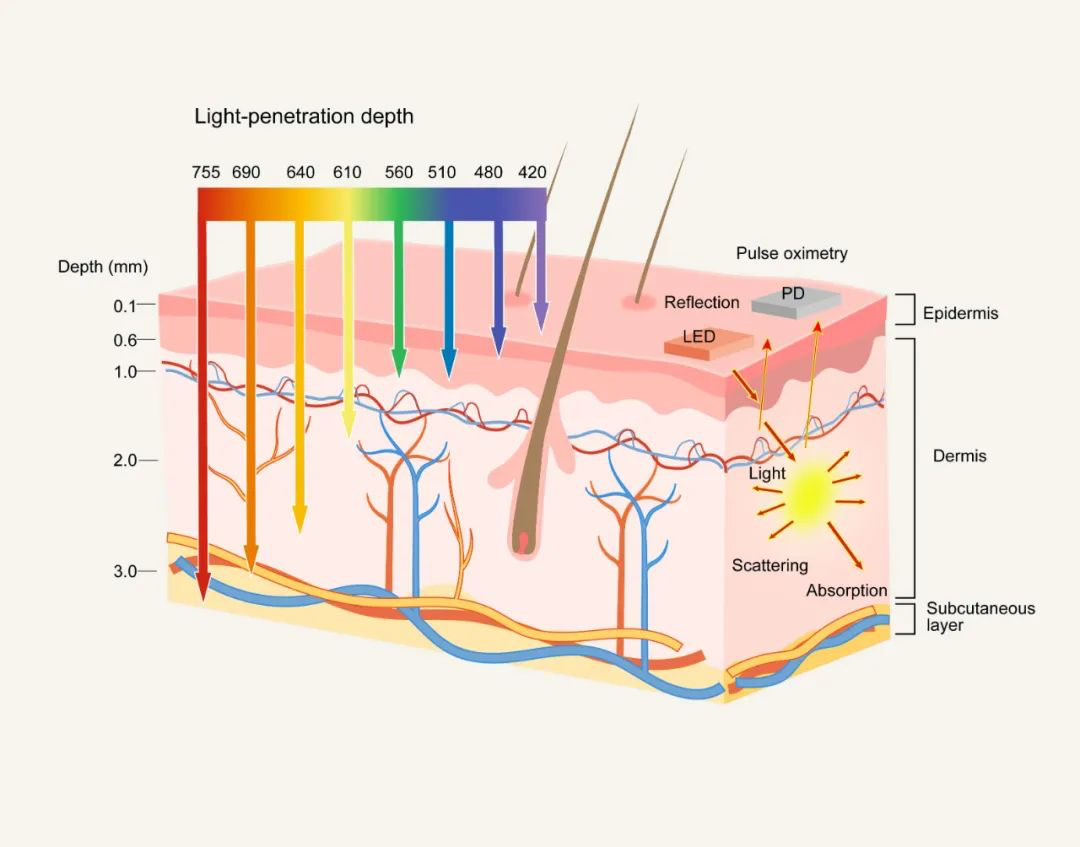 Light-penetration depth
755 690 640 610 560 510 480 420
Depth (mm)
0.1
0.6
1.0
2.0
3.0
Pulse oximetry
Reflection
PD
LED
Epidermis
Light
Dermis
Scattering
Absorption
Subcutaneous
layer